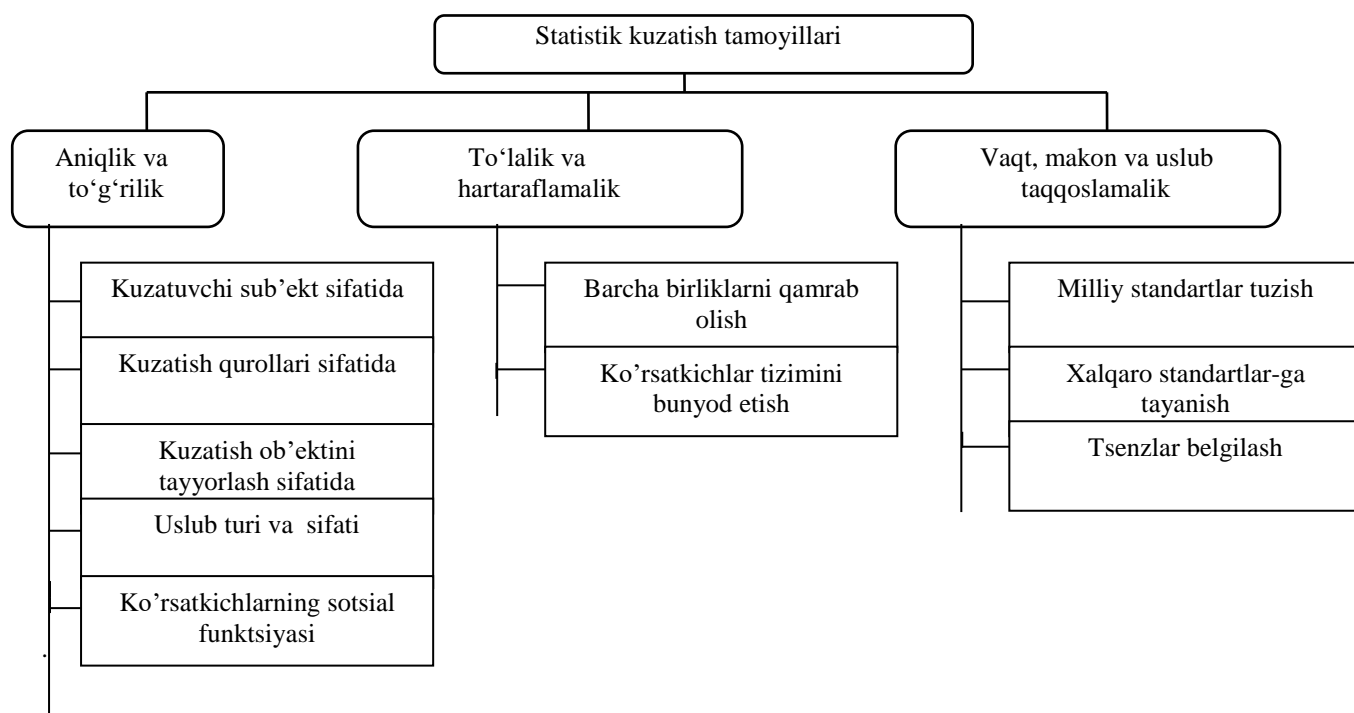 Statistik kuzatish tamoyillari
Aniqlik va
to‘g‘rilik
To‘lalik va
hartaraflamalik
Vaqt, makon va uslub
taqqoslamalik
Kuzatuvchi sub’ekt sifatida
Kuzatish qurollari sifatida
Kuzatish ob’ektini
tayyorlash sifatida
Uslub turi va sifati
Ko’rsatkichlarning sotsial
funktsiyasi
.
Barcha birliklarni qamrab
olish
Ko’rsatkichlar tizimini
bunyod etish
Milliy standartlar tuzish
Xalqaro standartlar-ga
tayanish
Tsenzlar belgilash